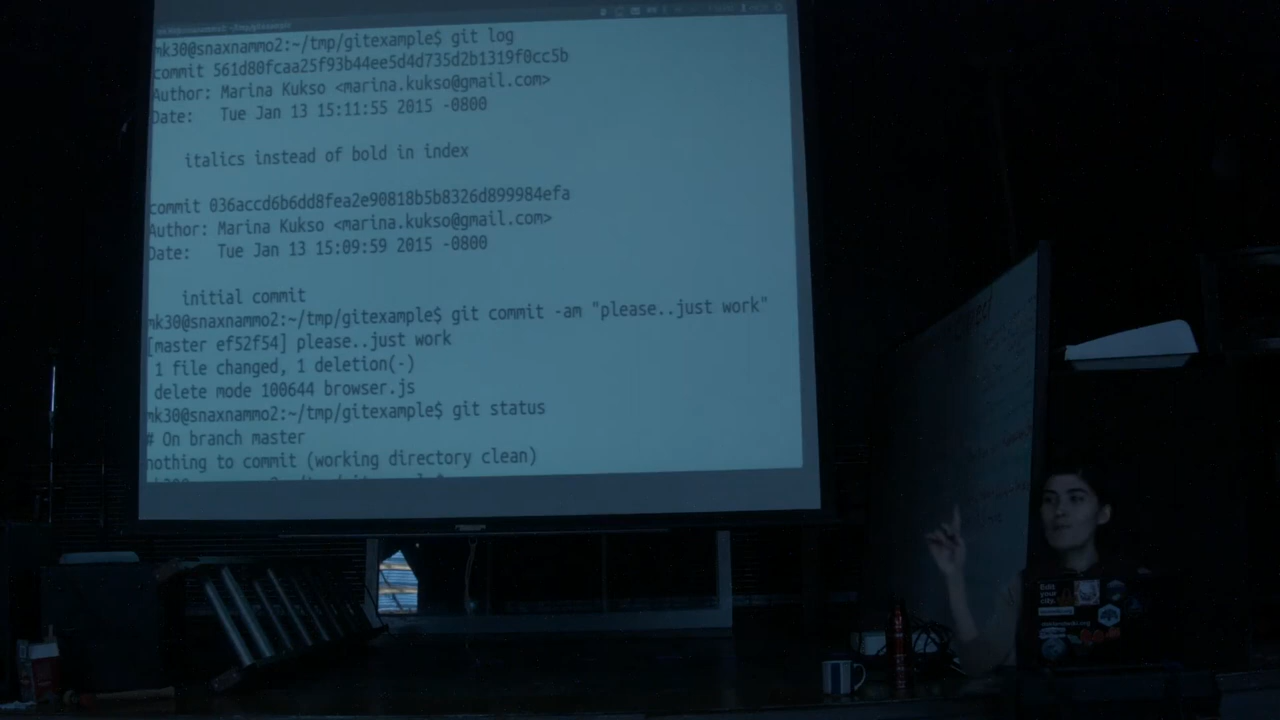 mk30@snaxnammo2:~/tmp/gitexample$ git log
commit 561d80fcaa25f93b44ee5d4d735d2b1319f0cc5b
Author: Marina Kukso <marina.kukso@gmail.com>
Date:   Tue Jan 13 15:11:55 2015 -0800
italics instead of bold in index
commit 036accd6b6dd8fea2e90818b5b8326d899984efa
Author: Marina Kukso <marina.kukso@gmail.com>
Date:   Tue Jan 13 15:09:59 2015 -0800
initial commit
mk30@snaxnammo2:~/tmp/gitexample$ git commit -am "please..just work"
[master ef52f54] please..just work
1 file changed, 1 deletion(-)
delete mode 100644 browser.js
mk30@snaxnammo2:~/tmp/gitexample$ git status
# On branch master
nothing to commit (working directory clean)
Edit
your
city.